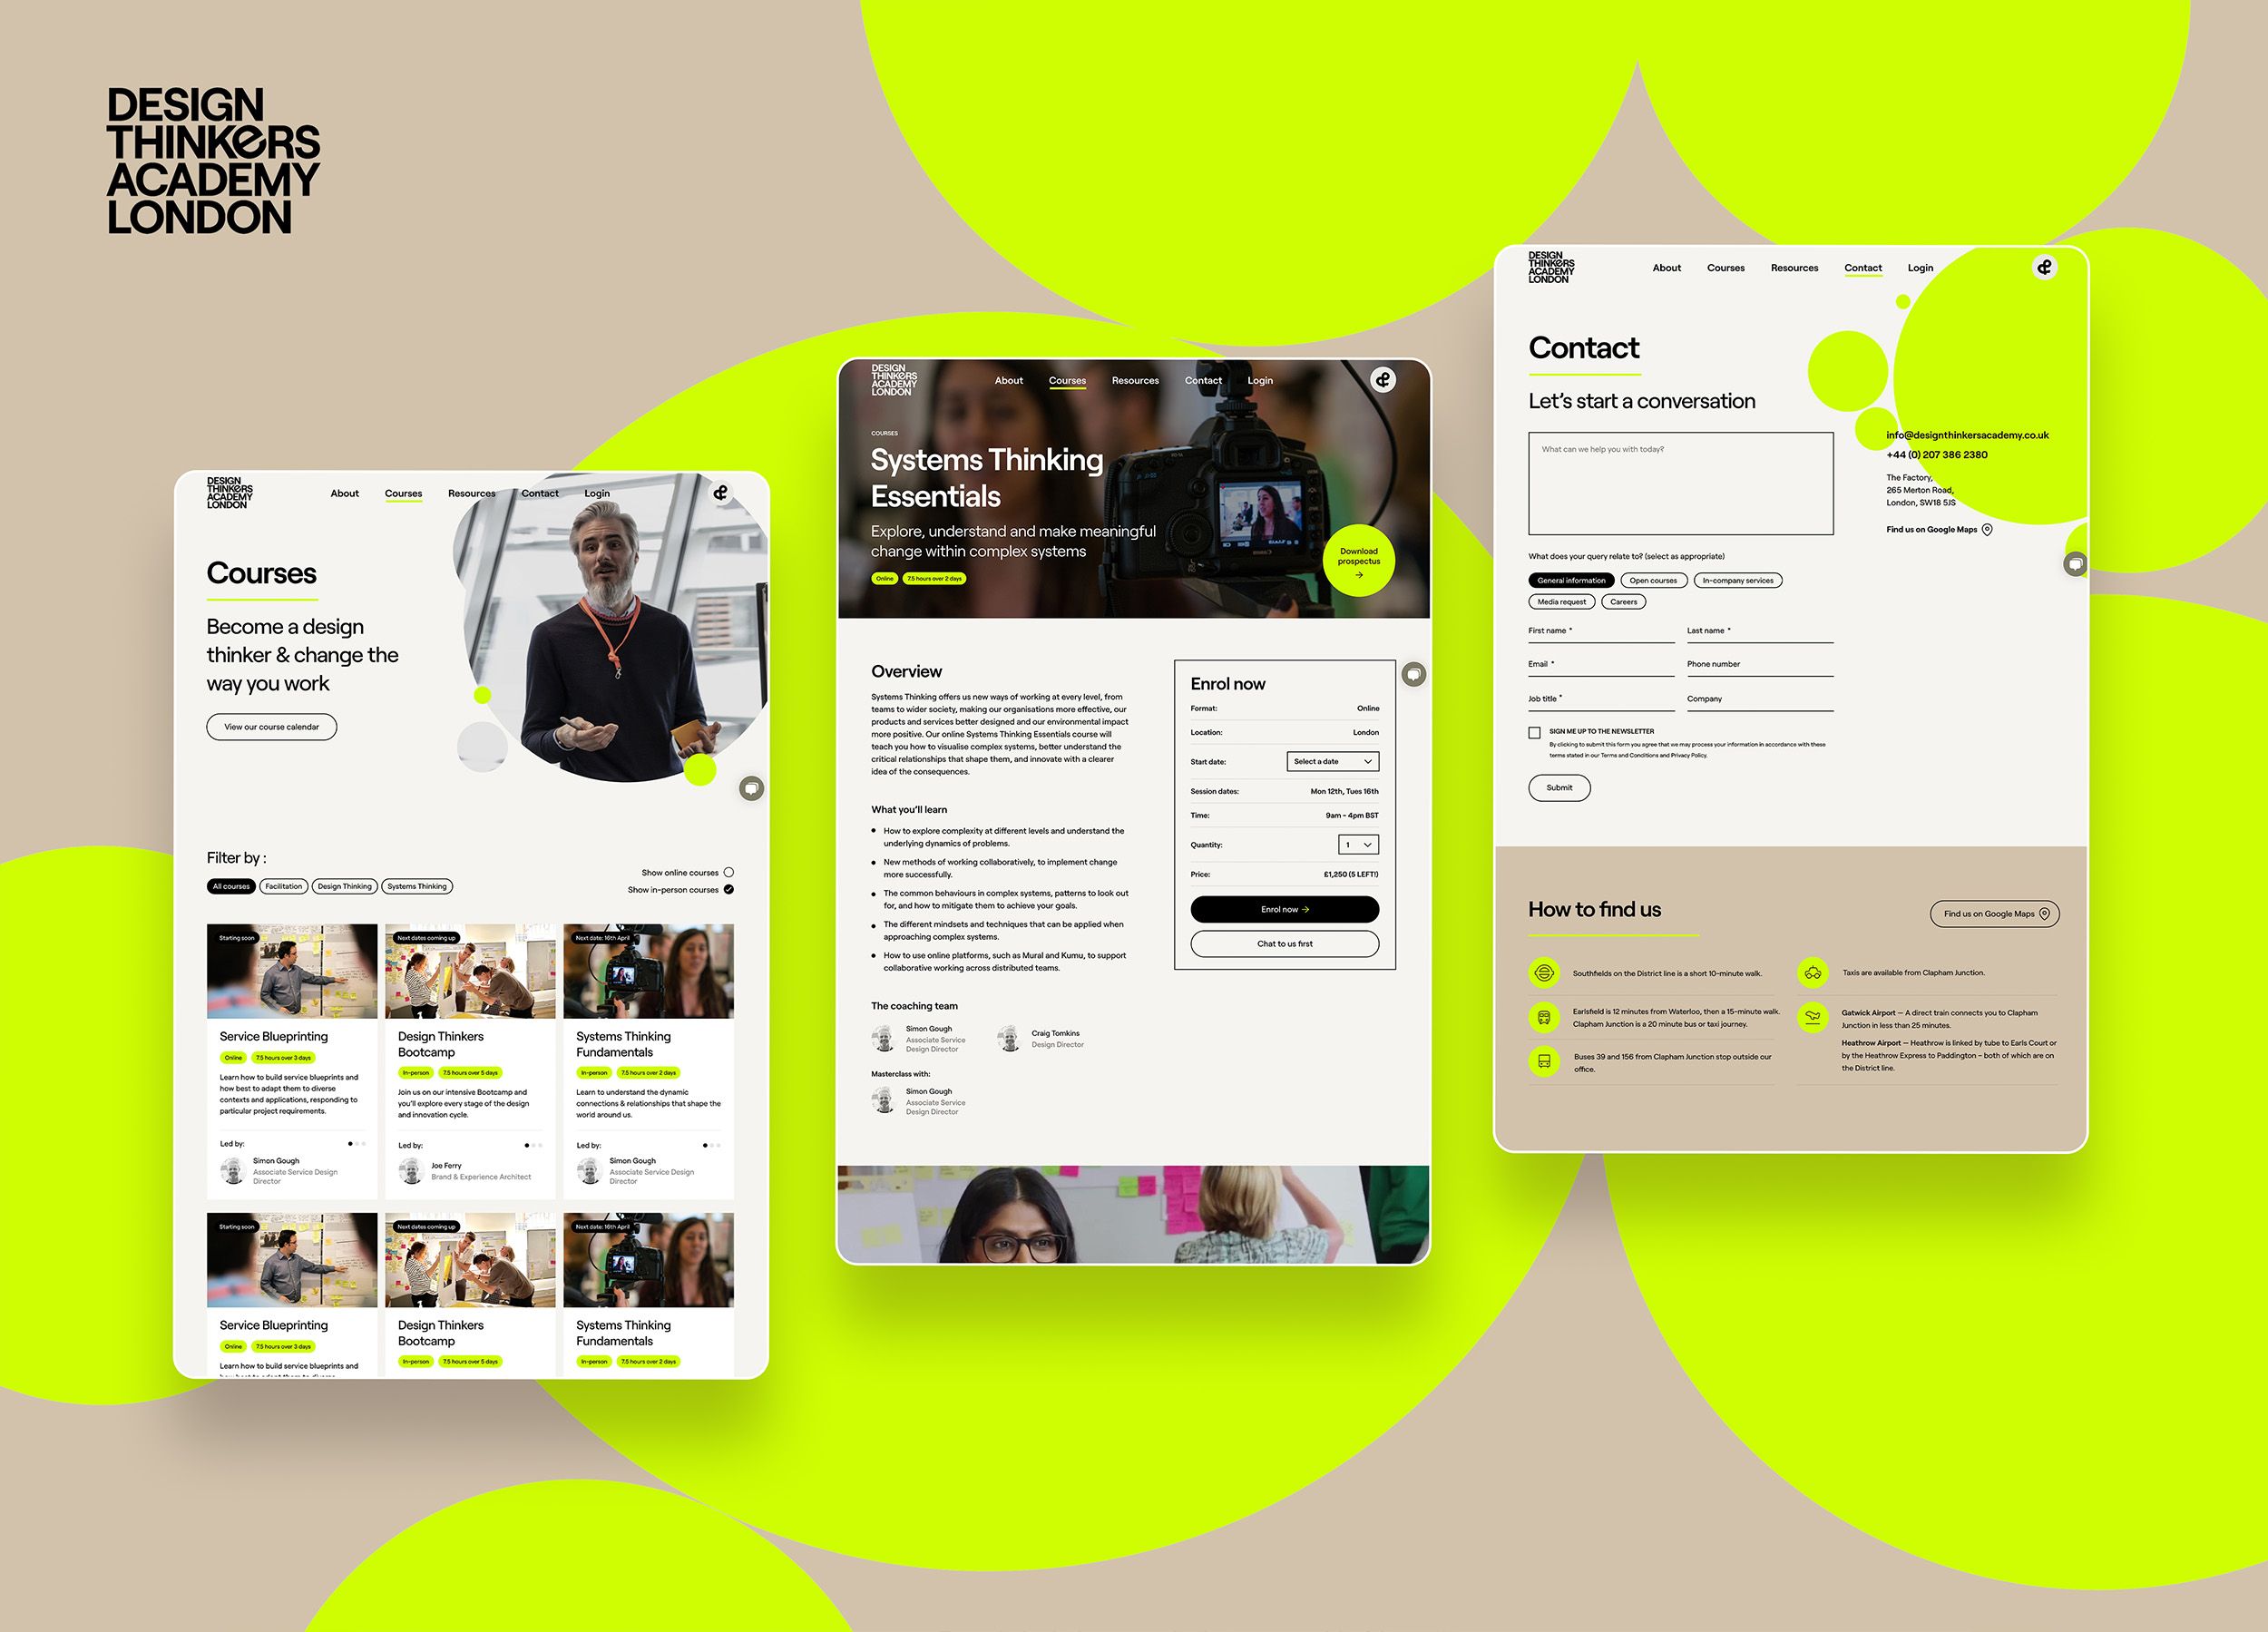 DESIGN
THINKERS
ACADEMY
LONDON
DESIGN
THINKERS
ACADEMY
LONDON
About
Courses
Resources
Contact
Login
Courses
Become a design
thinker & change the
way you work
View our course calendar
Filter by :
All courses
Facilitation
Design Thinking
Systems Thinking
Show online courses
Show in-person courses
Starting soon
Service Blueprinting
Online
7.5 hours over 3 days
Learn how to build service blueprints and
how best to adapt them to diverse
contexts and applications, responding to
particular project requirements.
Led by:
Simon Gough
Associate Service Design
Director
Next dates coming up
Design Thinkers
Bootcamp
In-person
7.5 hours over 5 days
Join us on our intensive Bootcamp and
you'll explore every stage of the design
and innovation cycle.
Led by:
Joe Ferry
Brand & Experience Architect
Next date: 16th April
Systems Thinking
Fundamentals
In-person
7.5 hours over 2 days
Learn to understand the dynamic
connections & relationships that shape the
world around us.
Led by:
Simon Gough
Associate Service Design
Director
Starting soon
Service Blueprinting
Online
7.5 hours over 3 days
Learn how to build service blueprints and
how best to adapt them to diverse
Next dates coming up
Design Thinkers
Bootcamp
In-person
7.5 hours over 5 days
Next date: 16th April
Systems Thinking
Fundamentals
In-person
7.5 hours over 2 days
DESIGN
THINKERS
ACADEMY
LONDON
About
Courses
Resources
Contact
Login
COURSES
Systems Thinking
Essentials
Explore, understand and make meaningful
change within complex systems
Online
7.5 hours over 2 days
Canon
Download
prospectus
→
Overview
Systems Thinking offers us new ways of working at every level, from
teams to wider society, making our organisations more effective, our
products and services better designed and our environmental impact
more positive. Our online Systems Thinking Essentials course will
teach you how to visualise complex systems, better understand the
critical relationships that shape them, and innovate with a clearer
idea of the consequences.
What you'll learn
• How to explore complexity at different levels and understand the
underlying dynamics of problems.
• New methods of working collaboratively, to implement change
more successfully.
• The common behaviours in complex systems, patterns to look out
for, and how to mitigate them to achieve your goals.
• The different mindsets and techniques that can be applied when
approaching complex systems.
• How to use online platforms, such as Mural and Kumu, to support
collaborative working across distributed teams.
The coaching team
Simon Gough
Associate Service
Design Director
Craig Tomkins
Design Director
Masterclass with:
Simon Gough
Associate Service
Design Director
Enrol now
Format: Online
Location: London
Start date: Select a date
Session dates: Mon 12th, Tues 16th
Time: 9am - 4pm BST
Quantity: 1
Price: £1,250 (5 LEFT!)
Enrol now →
Chat to us first
DESIGN
THINKERS
ACADEMY
LONDON
About
Courses
Resources
Contact
Login
Contact
Let's start a conversation
What can we help you with today?
info@designthinkersacademy.co.uk
+44 (0) 207 386 2380
The Factory,
265 Merton Road,
London, SW18 5JS
Find us on Google Maps
What does your query relate to? (select as appropriate)
General information
Open courses
In-company services
Media request
Careers
First name *
Last name *
Email *
Phone number
Job title *
Company
SIGN ME UP TO THE NEWSLETTER
By clicking to submit this form you agree that we may process your information in accordance with these
terms stated in our Terms and Conditions and Privacy Policy.
Submit
How to find us
Find us on Google Maps
Southfields on the District line is a short 10-minute walk.
Earlsfield is 12 minutes from Waterloo, then a 15-minute walk.
Clapham Junction is a 20 minute bus or taxi journey.
Buses 39 and 156 from Clapham Junction stop outside our
office.
Taxis are available from Clapham Junction.
Gatwick Airport — A direct train connects you to Clapham
Junction in less than 25 minutes.
Heathrow Airport — Heathrow is linked by tube to Earls Court or
by the Heathrow Express to Paddington – both of which are on
the District line.